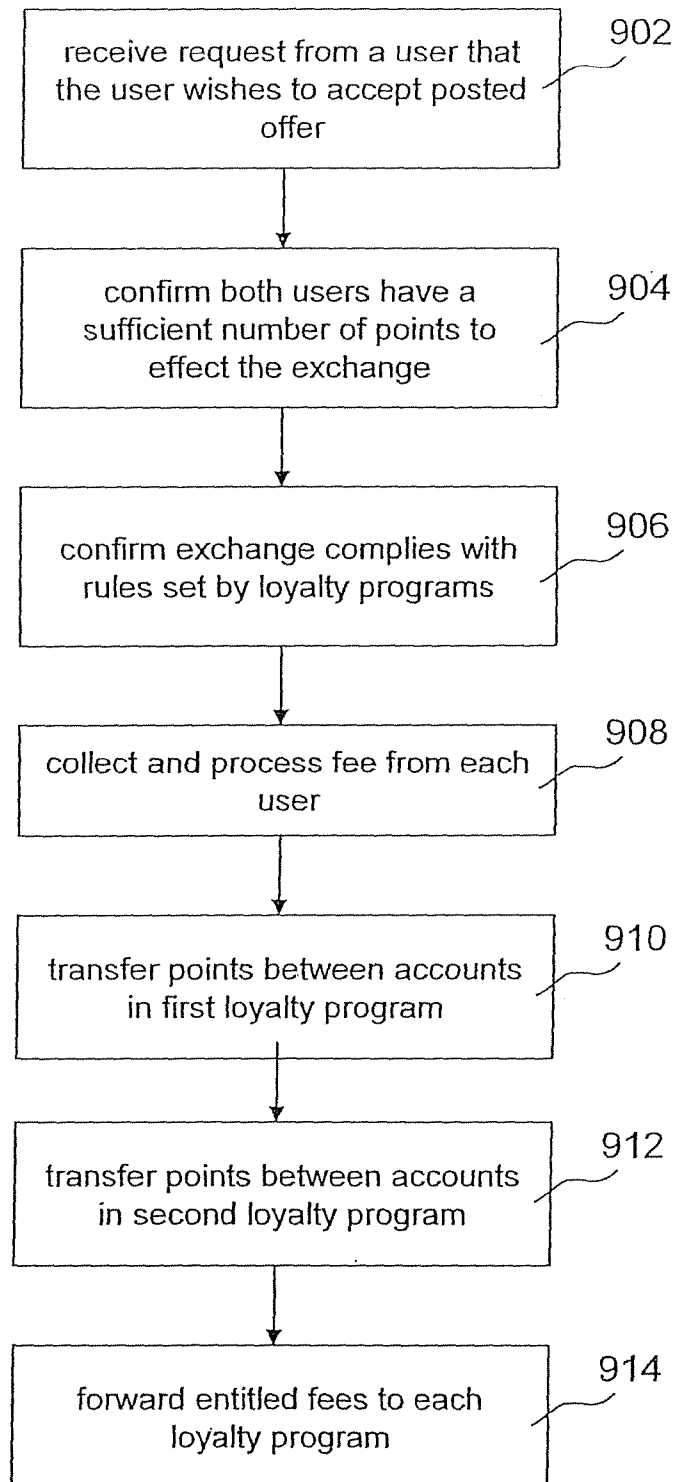 receive request from a user that
the user wishes to accept posted
offer
902
confirm both users have a
sufficient number of points to
effect the exchange
904
confirm exchange complies with
rules set by loyalty programs
906
collect and process fee from each
user
908
transfer points between accounts
in first loyalty program
910
transfer points between accounts
in second loyalty program
912
forward entitled fees to each
loyalty program
914